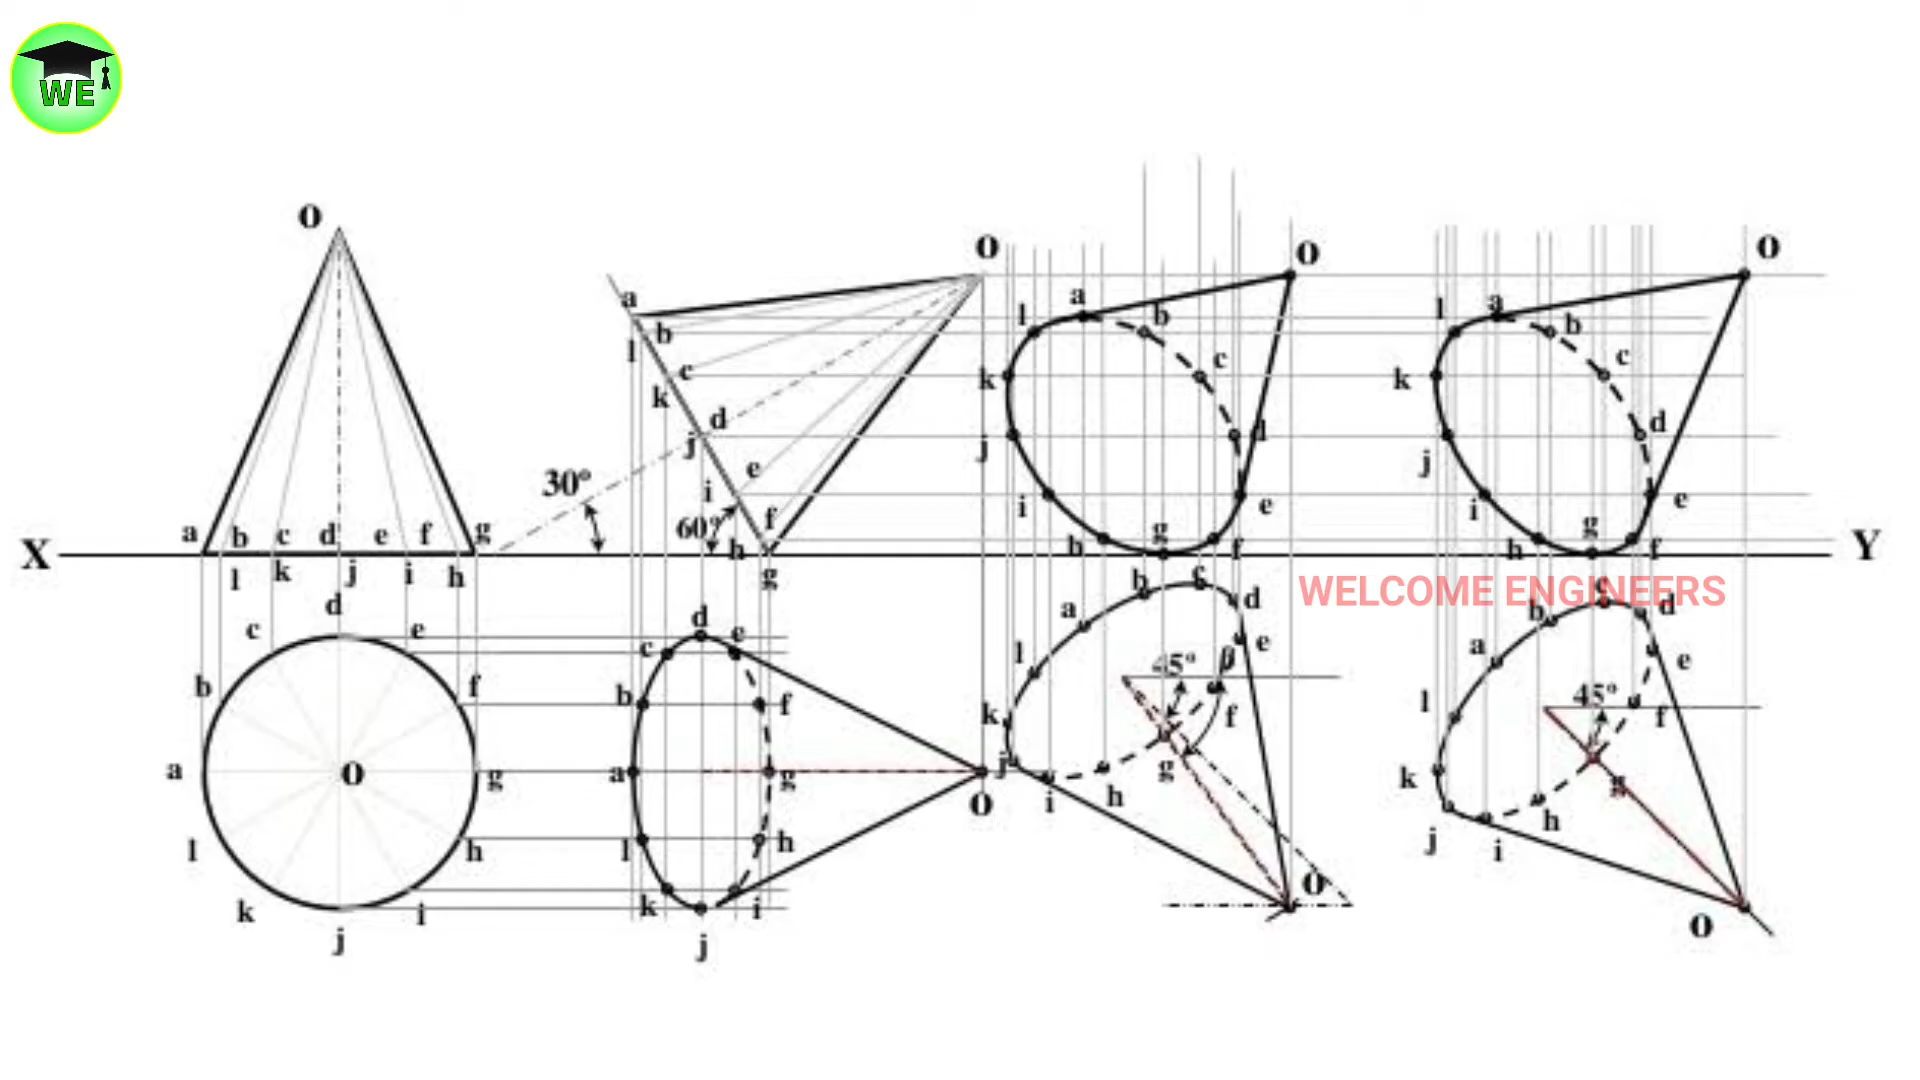 WE
O
O
O
O
a
b
l
c
k
d
j
e
i
f
h
g
30°
60°
l
a
b
c
k
d
j
e
i
g
h
f
l
a
b
c
k
d
j
e
i
g
h
f
X
a b c d e f g
l k j i h
Y
WELCOME ENGINEERS
d
c e
b f
a O g
l h
k i
j
d
c e
b f
a g
O
l h
k i
j
b c d
a e
l 45° β
k f
j g
i h
O
b c d
a e
l 45° f
k g
j i h
O